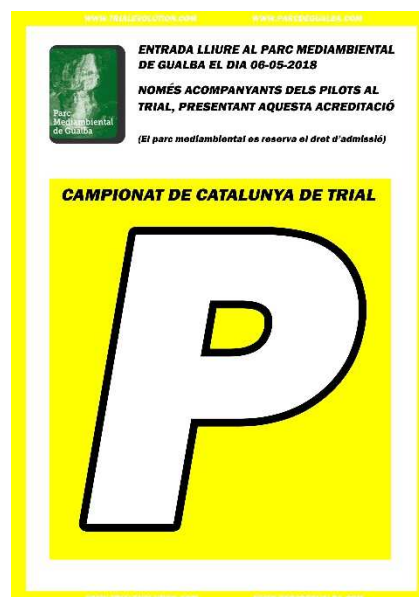 WWW.TRIALEVOLUTION.COM WWW.PARCDEGUALBA.COM
ENTRADA LLIURE AL PARC MEDIAMBIENTAL
DE GUALBA EL DIA 06-05-2018
NOMÉS ACOMPANYANTS DELS PILOTS AL
TRIAL, PRESENTANT AQUESTA ACREDITACIÓ
(El parc mediambiental es reserva el dret d'admissió)
Parc
Mediambiental
de Gualba
CAMPIONAT DE CATALUNYA DE TRIAL
P